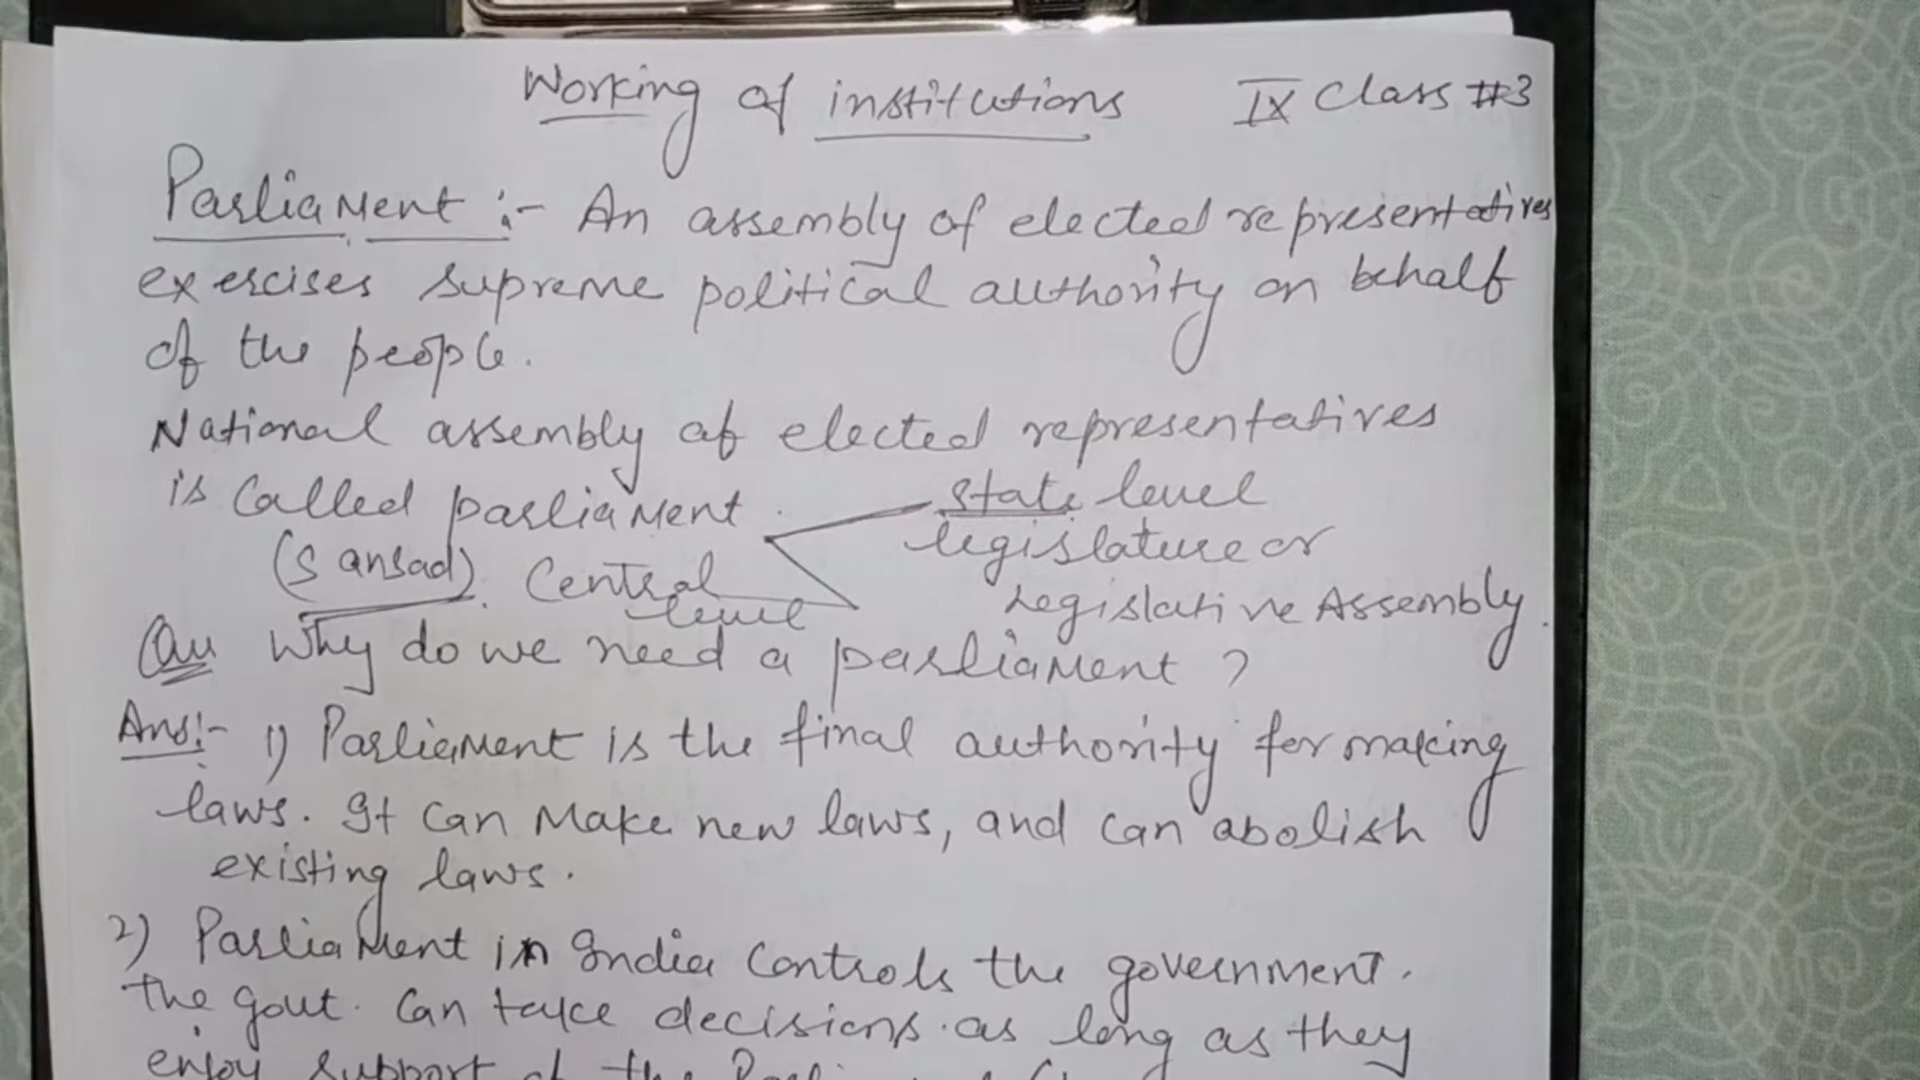 Working of institutions IX Class #3
Parliament :- An assembly of elected representatives
exercises supreme political authority on behalf
of the people.
National assembly of elected representatives
is Called parliament.
State level
legislature or
Legislative Assembly.
(Sansad). Central
level
Qu Why do we need a parliament ?
Ans:- 1) Parliament is the final authority for making
laws. It can Make new laws, and can abolish
existing laws.
2) Parliament in India Controls the government.
The govt. Can take decisions as long as they
enjoy support of the